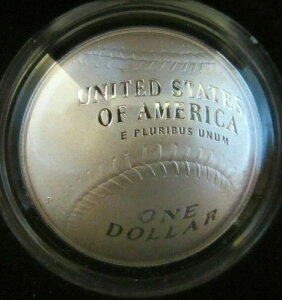 UNITED STATES
OF AMERICA
E PLURIBUS UNUM
ONE
DOLLAR